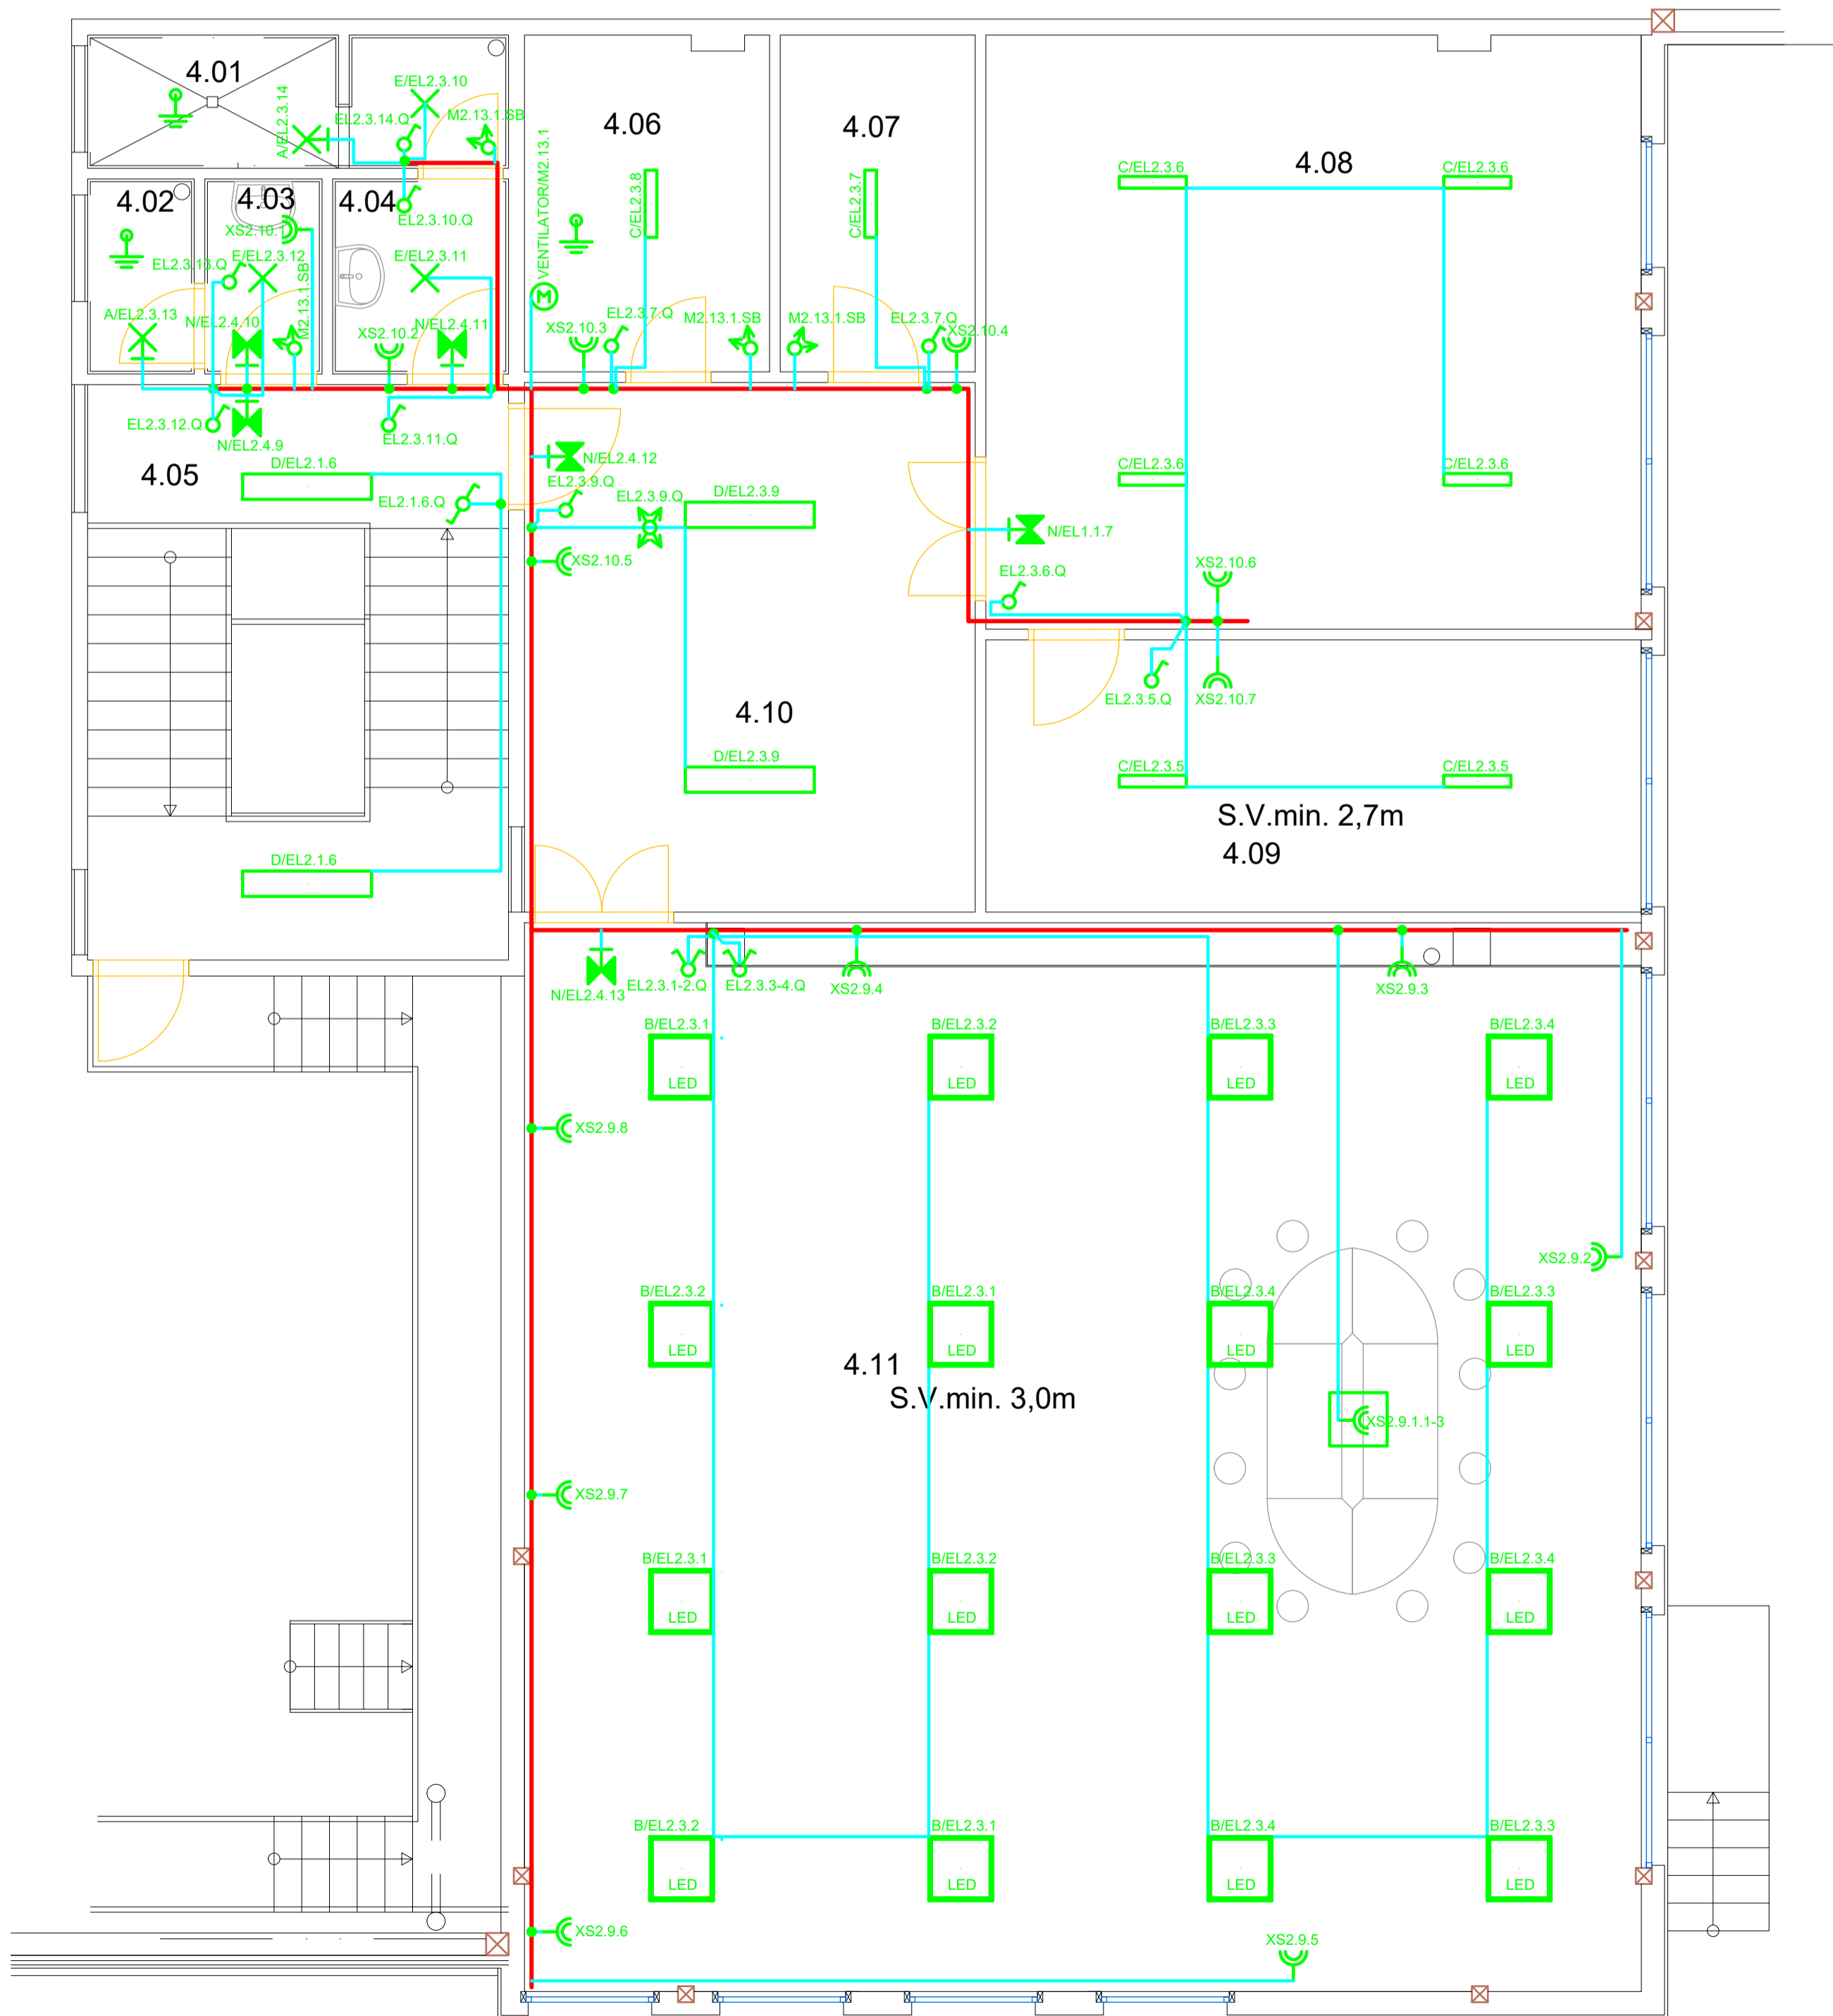 4.01
A/EL2.3.14
EL2.3.14.Q
E/EL2.3.10
M2.13.1.SB
4.06
4.07
4.08
VENTILATOR/M2.13.1
C/EL2.3.8
C/EL2.3.7
C/EL2.3.6
C/EL2.3.6
4.02
4.03
4.04
EL2.3.10.Q
XS2.10.1
EL2.3.13.Q
E/EL2.3.12
M2.13.1.SB
E/EL2.3.11
A/EL2.3.13
N/EL2.4.10
XS2.10.2
N/EL2.4.11
XS2.10.3
EL2.3.7.Q
M2.13.1.SB
M2.13.1.SB
EL2.3.7.Q
XS2.10.4
EL2.3.12.Q
N/EL2.4.9
EL2.3.11.Q
4.05
D/EL2.1.6
EL2.1.6.Q
N/EL2.4.12
EL2.3.9.Q
EL2.3.9.Q
D/EL2.3.9
C/EL2.3.6
C/EL2.3.6
N/EL1.1.7
XS2.10.5
EL2.3.6.Q
XS2.10.6
EL2.3.5.Q
XS2.10.7
4.10
D/EL2.3.9
C/EL2.3.5
C/EL2.3.5
S.V.min. 2,7m
4.09
D/EL2.1.6
N/EL2.4.13
EL2.3.1-2.Q
EL2.3.3-4.Q
XS2.9.4
XS2.9.3
B/EL2.3.1
LED
B/EL2.3.2
LED
B/EL2.3.3
LED
B/EL2.3.4
LED
XS2.9.8
XS2.9.2
B/EL2.3.2
LED
B/EL2.3.1
LED
B/EL2.3.4
LED
B/EL2.3.3
LED
4.11
S.V.min. 3,0m
XS2.9.1.1-3
XS2.9.7
B/EL2.3.1
LED
B/EL2.3.2
LED
B/EL2.3.3
LED
B/EL2.3.4
LED
B/EL2.3.2
LED
B/EL2.3.1
LED
B/EL2.3.4
LED
B/EL2.3.3
LED
XS2.9.6
XS2.9.5